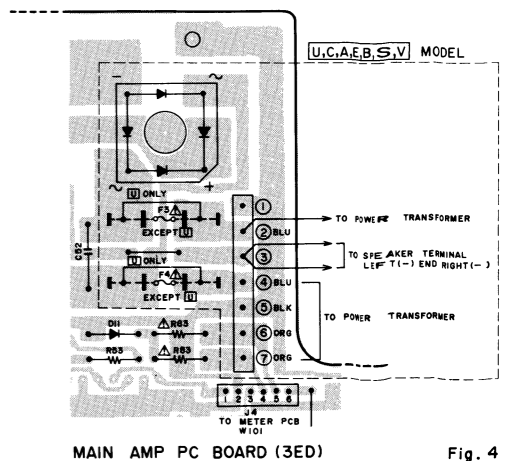 U,C,A,E,B,S,V MODEL
- ~
~ +
U ONLY
F3
EXCEPT U
C52
U ONLY
F4
EXCEPT U
1
2 BLU
3
4 BLU
5 BLK
6 ORG
7 ORG
TO POWER TRANSFORMER
TO SPEAKER TERMINAL
LEFT(-) END RIGHT(-)
TO POWER TRANSFORMER
D11 R63
R53 R63
1 2 3 4 5 6
J4
TO METER PCB
W101
MAIN AMP PC BOARD (3ED)
Fig. 4